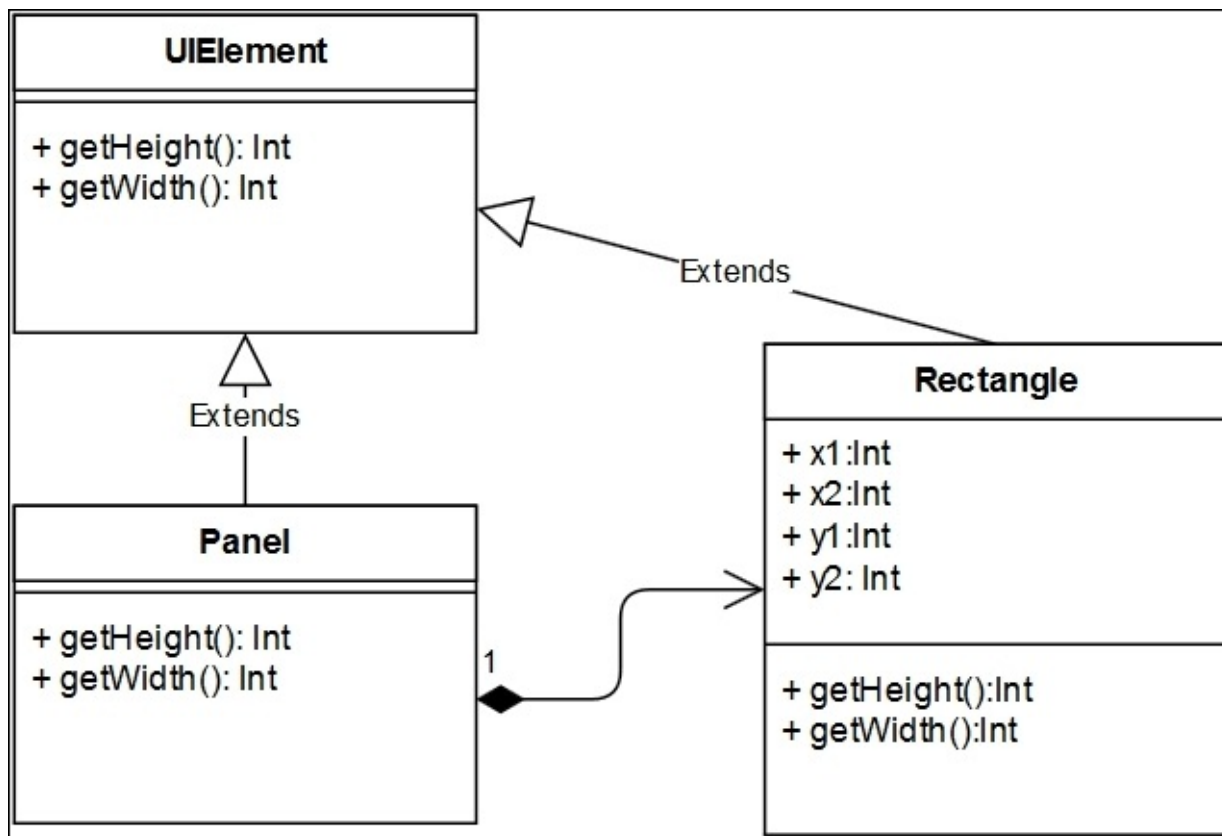 UIElement
+ getHeight(): Int
+ getWidth(): Int
Extends
Extends
Rectangle
+ x1:Int
+ x2:Int
+ y1:Int
+ y2: Int
+ getHeight():Int
+ getWidth():Int
Panel
+ getHeight(): Int
+ getWidth(): Int
1